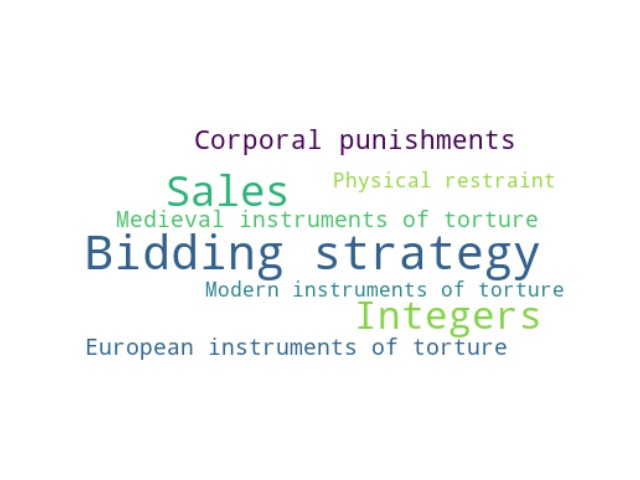 Corporal punishments
Physical restraint
Sales
Medieval instruments of torture
Bidding strategy
Modern instruments of torture
Integers
European instruments of torture